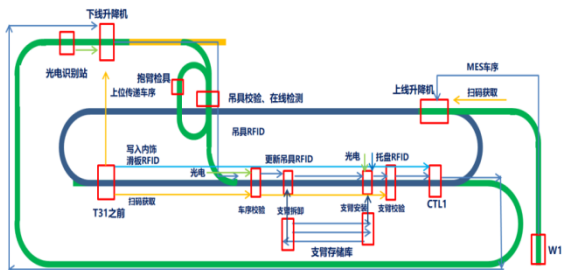 下线升降机
MES车序
光电识别站
抱臂检具
上线升降机
扫码获取
上位传递车序
吊具校验、在线检测
吊具RFID
写入内饰
滑板RFID
光电
更新吊具RFID
光电
托盘RFID
T31之前
扫码获取
车序校验
支臂拆卸
支臂安装
支臂校验
CTL1
支臂存储库
W1